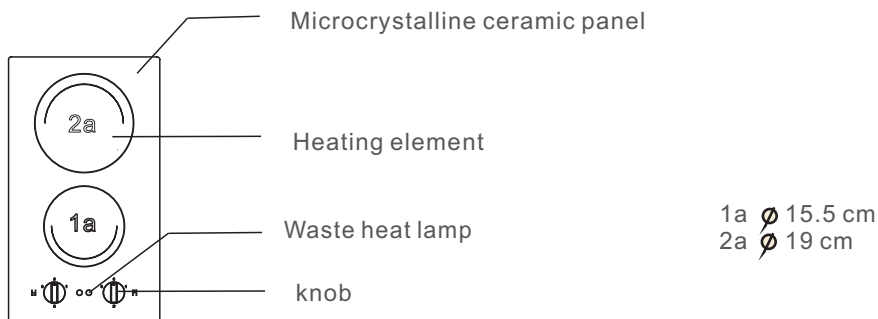 Microcrystalline ceramic panel
2a
Heating element
1a
1a ø 15.5 cm
Waste heat lamp
2a ø 19 cm
knob